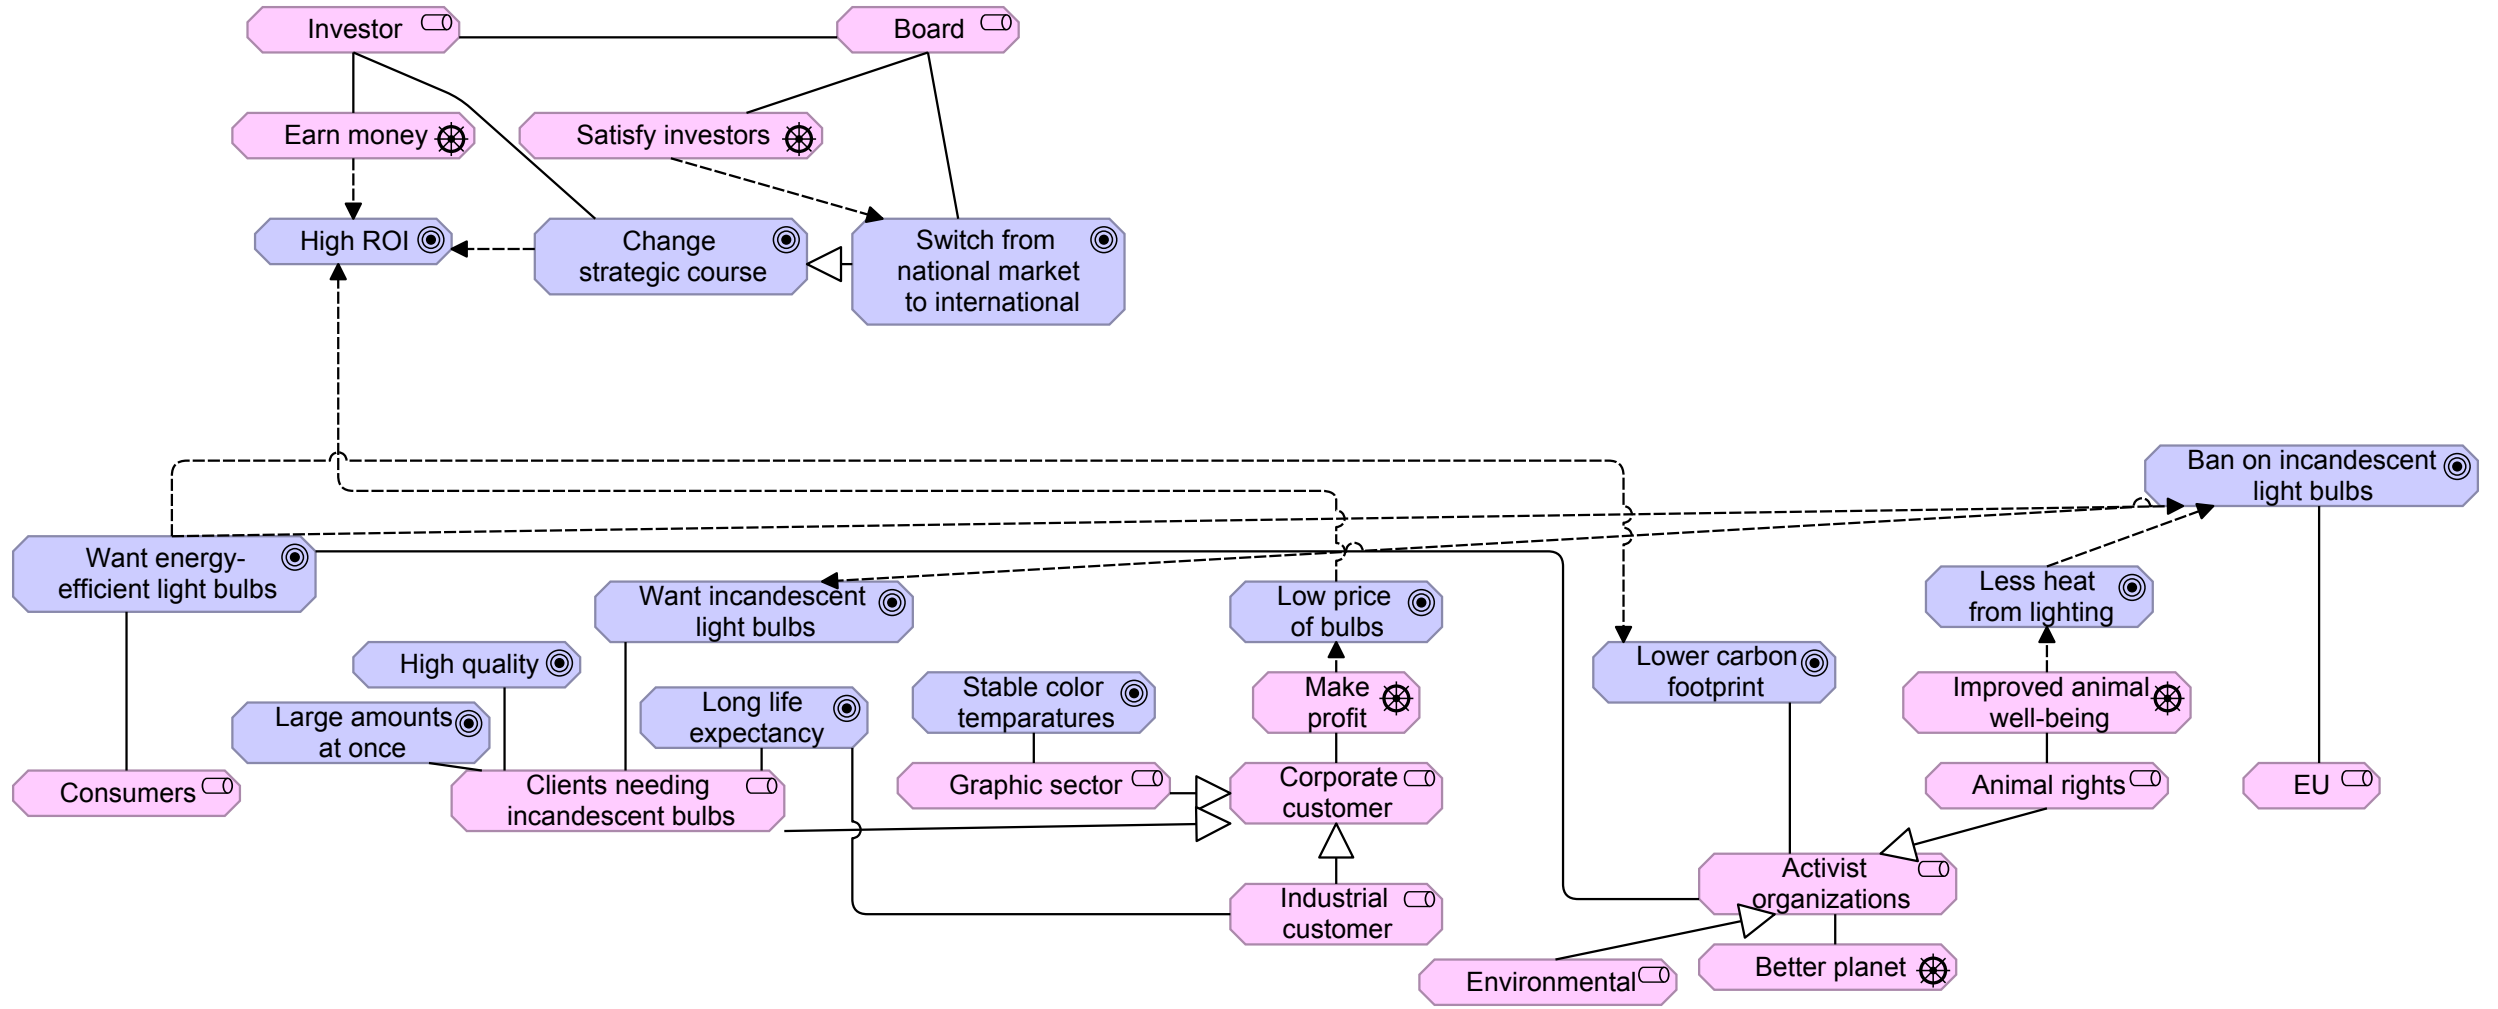 Investor
Board
Earn money
Satisfy investors
High ROI
Change
strategic course
Switch from
national market
to international
Ban on incandescent
light bulbs
Want energy-
efficient light bulbs
Want incandescent
light bulbs
Low price
of bulbs
Less heat
from lighting
High quality
Lower carbon
footprint
Large amounts
at once
Long life
expectancy
Stable color
temparatures
Make
profit
Improved animal
well-being
Consumers
Clients needing
incandescent bulbs
Graphic sector
Corporate
customer
Animal rights
EU
Industrial
customer
Activist
organizations
Environmental
Better planet